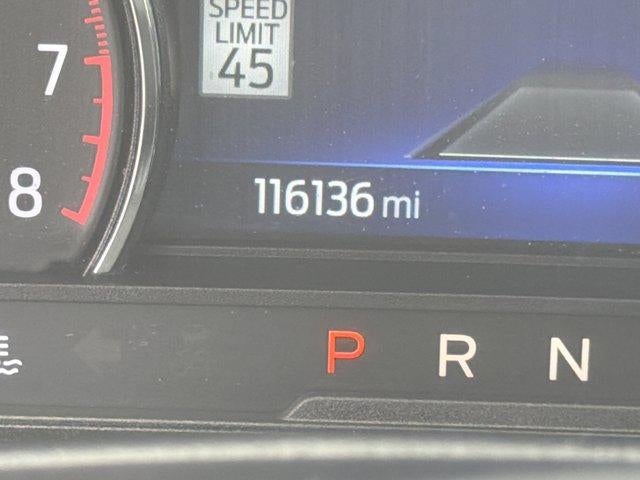 SPEED
LIMIT
45
7
8
116136 mi
P R N